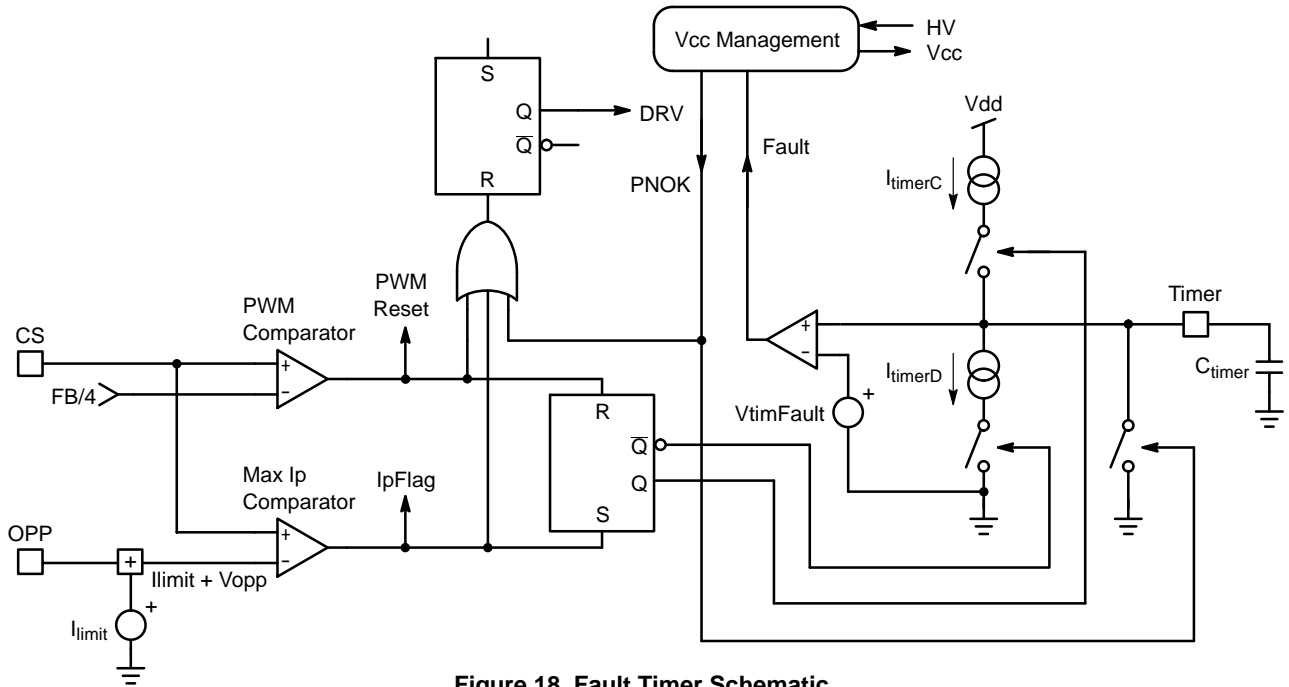 Vcc Management
HV
Vcc
S
Q
Q
R
DRV
PNOK
Fault
Vdd
ItimerC
PWM
Reset
PWM
Comparator
CS
+
-
FB/4
Timer
+
-
ItimerD
Ctimer
VtimFault
+
R
Q
Q
S
Max Ip
Comparator
IpFlag
OPP
+
+
-
Ilimit + Vopp
+
Ilimit
Figure 18. Fault Timer Schematic